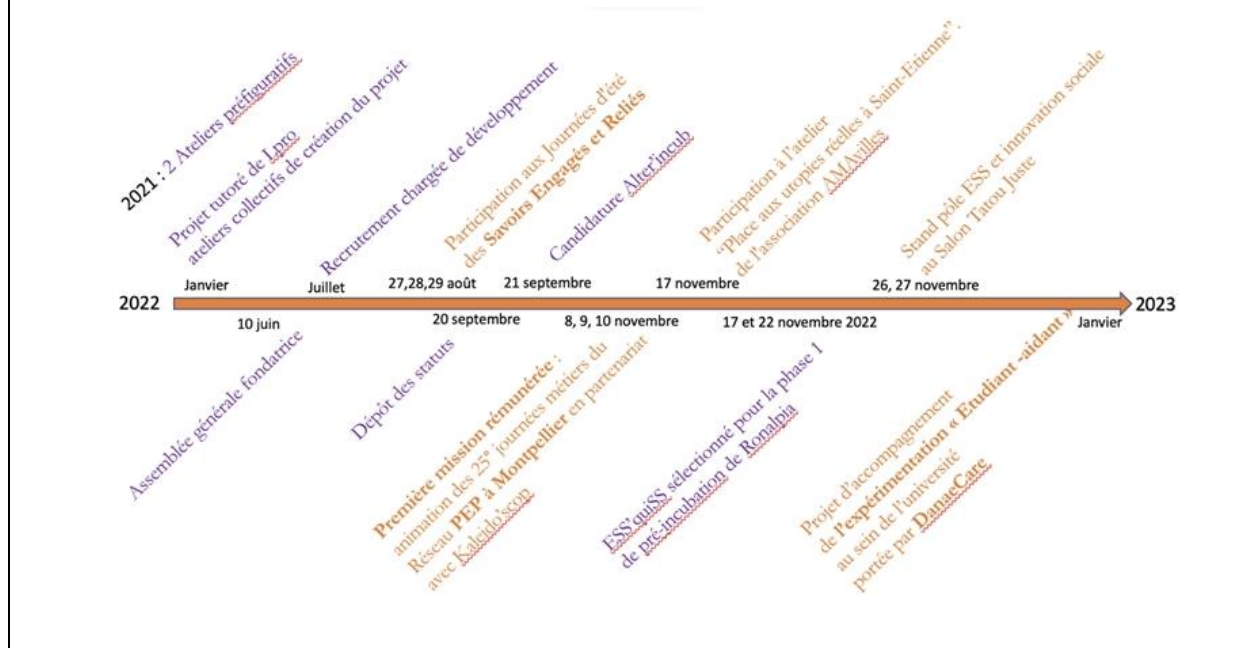 2021 : 2 Ateliers préfiguratifs
Projet tutoré de Lpro
ateliers collectifs de création du projet
Recrutement chargée de développement
Participation aux Journées d'été
des Savoirs Engagés et Reliés
Candidature Alter'incub
Participation à l'atelier
“Place aux utopies réelles à Saint-Etienne”.
de l'association AMAvilles
Stand pôle ESS et innovation sociale
au Salon Tatou Juste
Janvier
Juillet
27,28,29 août
21 septembre
17 novembre
26, 27 novembre
2022
2023
10 juin
20 septembre
8, 9, 10 novembre
17 et 22 novembre 2022
Janvier
Assemblée générale fondatrice
Dépôt des statuts
Première mission rémunérée :
animation des 25° journées métiers du
Réseau PEP à Montpellier en partenariat
avec Kaleido'scop
ESS'quiSS sélectionné pour la phase 1
de pré-incubation de Ronalpia
Projet d'accompagnement
de l'expérimentation « Etudiant -aidant »
au sein de l'université
portée par DanaeCare